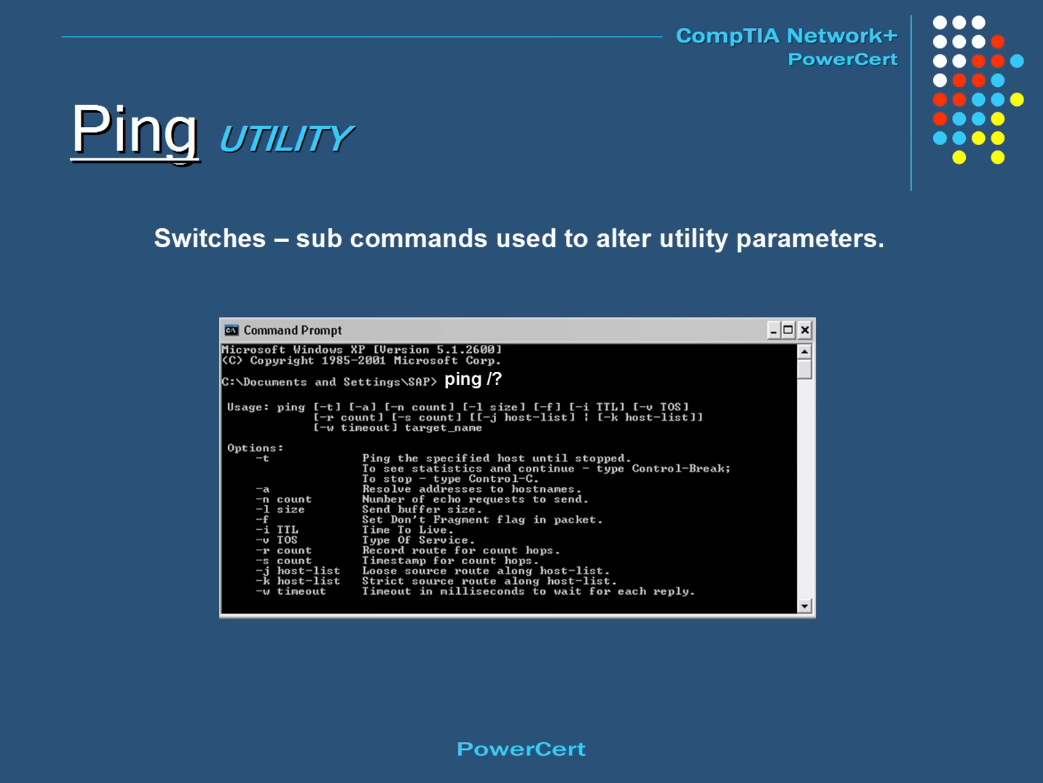 CompTIA Network+
PowerCert
Ping UTILITY
Switches – sub commands used to alter utility parameters.
Command Prompt
Microsoft Windows XP [Version 5.1.2600]
(C) Copyright 1985-2001 Microsoft Corp.
C:\Documents and Settings\SAP> ping /?
Usage: ping [-t] [-a] [-n count] [-l size] [-f] [-i TTL] [-v TOS]
[-r count] [-s count] [[-j host-list] | [-k host-list]]
[-w timeout] target_name
Options:
-t Ping the specified host until stopped.
To see statistics and continue - type Control-Break;
To stop - type Control-C.
-a Resolve addresses to hostnames.
-n count Number of echo requests to send.
-l size Send buffer size.
-f Set Don't Fragment flag in packet.
-i TTL Time To Live.
-v TOS Type Of Service.
-r count Record route for count hops.
-s count Timestamp for count hops.
-j host-list Loose source route along host-list.
-k host-list Strict source route along host-list.
-w timeout Timeout in milliseconds to wait for each reply.
PowerCert